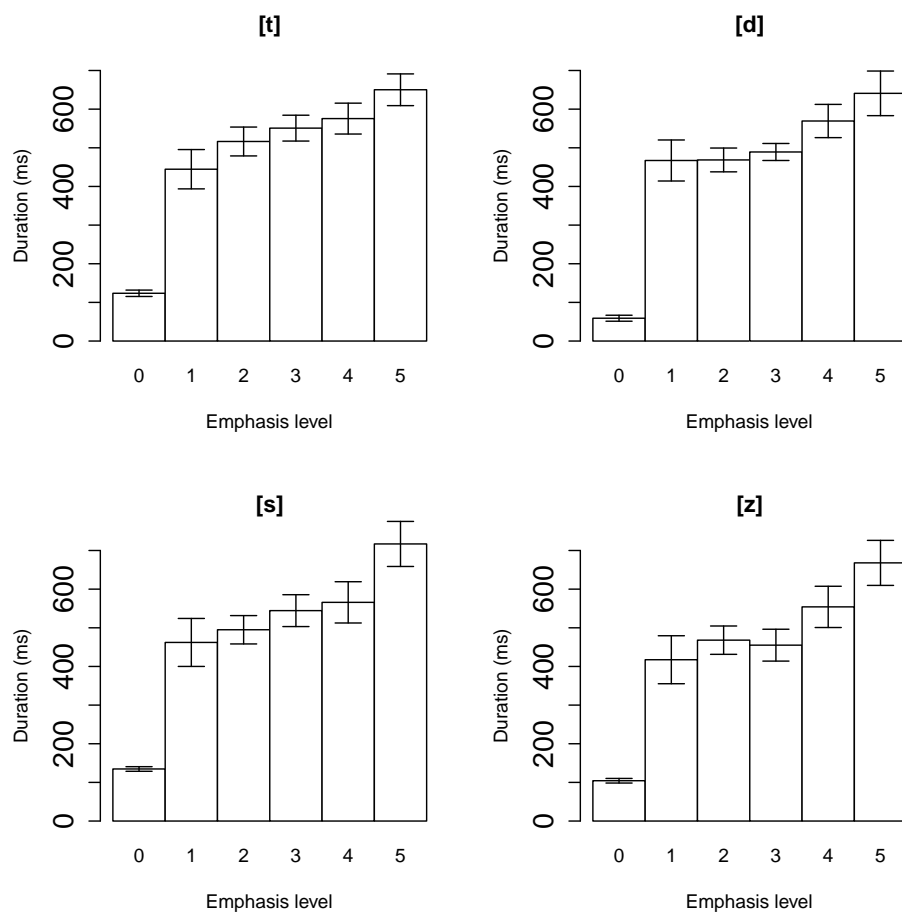 [t]
Duration (ms)
0 200 400 600
0 1 2 3 4 5
Emphasis level
[d]
Duration (ms)
0 200 400 600
0 1 2 3 4 5
Emphasis level
[s]
Duration (ms)
0 200 400 600
0 1 2 3 4 5
Emphasis level
[z]
Duration (ms)
0 200 400 600
0 1 2 3 4 5
Emphasis level